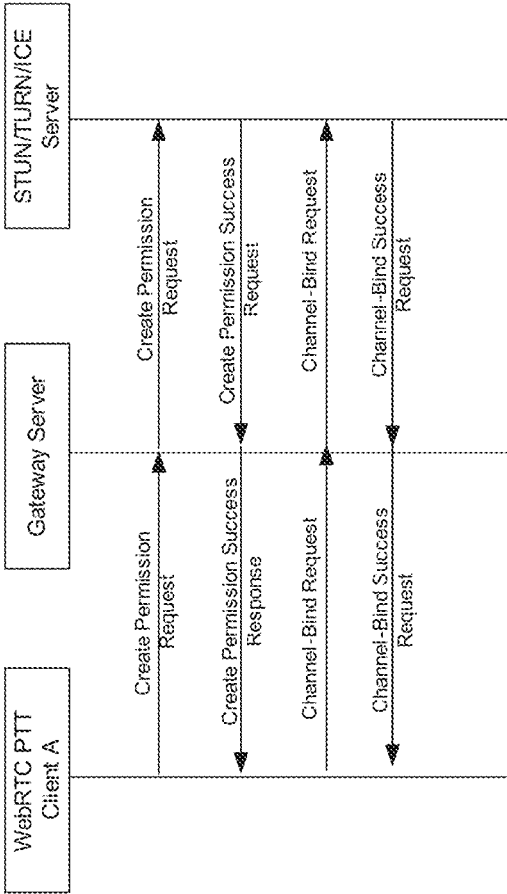 WebRTC PTT
Client A
Gateway Server
STUN/TURN/ICE
Server
Create Permission
Request
Create Permission
Request
Create Permission Success
Response
Create Permission Success
Request
Channel-Bind Request
Channel-Bind Request
Channel-Bind Success
Request
Channel-Bind Success
Request